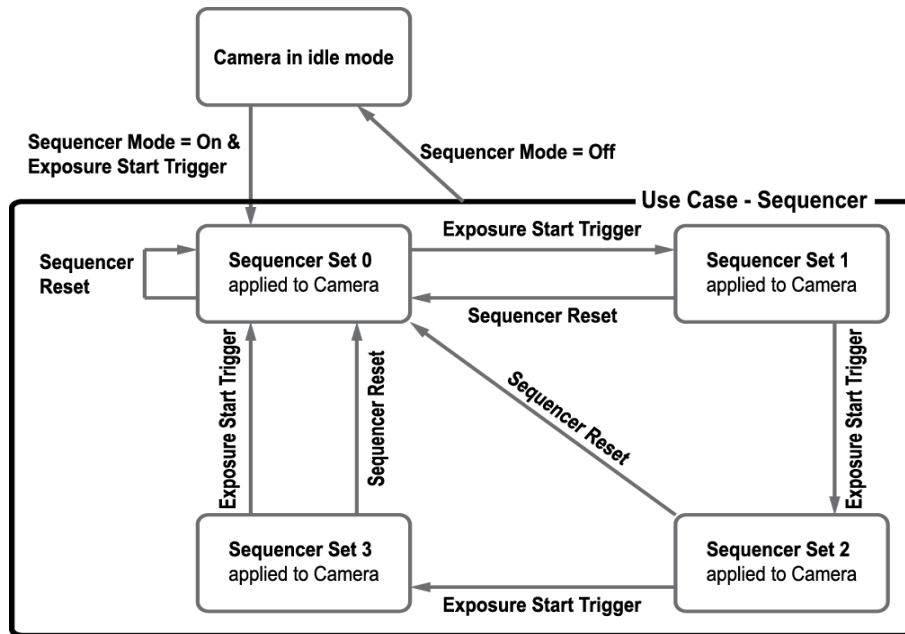 Camera in idle mode
Sequencer Mode = On &
Exposure Start Trigger
Sequencer Mode = Off
Use Case - Sequencer
Sequencer
Reset
Sequencer Set 0
applied to Camera
Exposure Start Trigger
Sequencer Set 1
applied to Camera
Sequencer Reset
Exposure Start Trigger
Sequencer Reset
Sequencer Reset
Exposure Start Trigger
Sequencer Set 3
applied to Camera
Exposure Start Trigger
Sequencer Set 2
applied to Camera